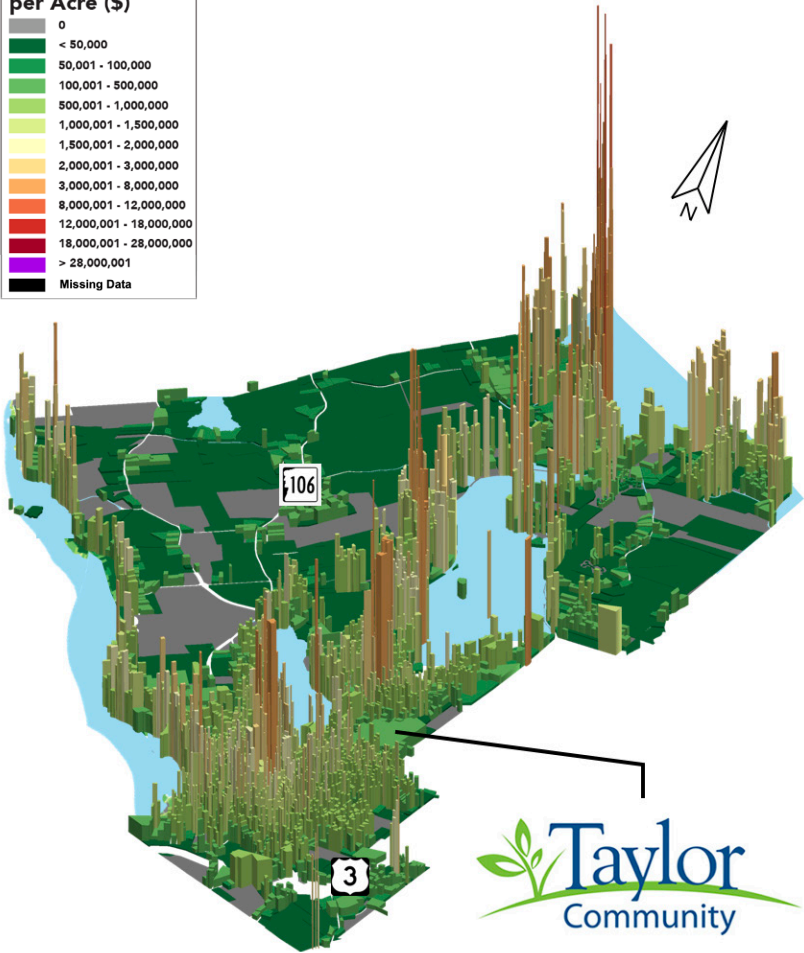 per Acre ($)
0
< 50,000
50,001 - 100,000
100,001 - 500,000
500,001 - 1,000,000
1,000,001 - 1,500,000
1,500,001 - 2,000,000
2,000,001 - 3,000,000
3,000,001 - 8,000,000
8,000,001 - 12,000,000
12,000,001 - 18,000,000
18,000,001 - 28,000,000
> 28,000,001
Missing Data
N
106
3
Taylor
Community